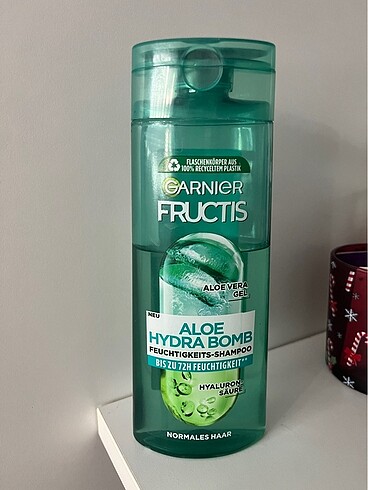 FLASCHENKÖRPER AUS
100% RECYCELTEM PLASTIK
GARNIER
FRUCTIS
ALOE VERA
GEL
NEU
ALOE
HYDRA BOMB
FEUCHTIGKEITS-SHAMPOO
BIS ZU 72H FEUCHTIGKEIT**
HYALURON
SÄURE
NORMALES HAAR